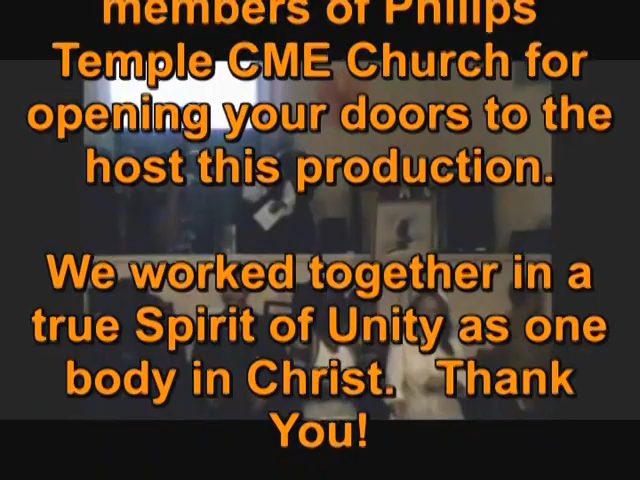 members of Phillips
Temple CME Church for
opening your doors to the
host this production.
We worked together in a
true Spirit of Unity as one
body in Christ.   Thank
You!